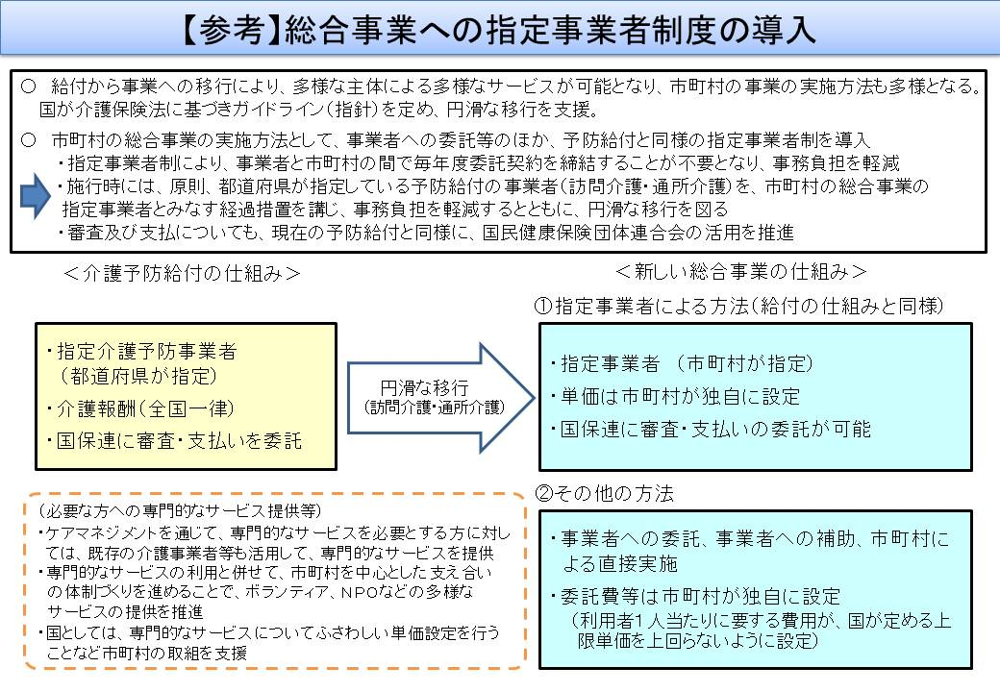 【参考】総合事業への指定事業者制度の導入
○ 給付から事業への移行により、多様な主体による多様なサービスが可能となり、市町村の事業の実施方法も多様となる。
国が介護保険法に基づきガイドライン（指針）を定め、円滑な移行を支援。
○ 市町村の総合事業の実施方法として、事業者への委託等のほか、予防給付と同様の指定事業者制を導入
・指定事業者制により、事業者と市町村の間で毎年度委託契約を締結することが不要となり、事務負担を軽減
・施行時には、原則、都道府県が指定している予防給付の事業者（訪問介護・通所介護）を、市町村の総合事業の
指定事業者とみなす経過措置を講じ、事務負担を軽減するとともに、円滑な移行を図る
・審査及び支払についても、現在の予防給付と同様に、国民健康保険団体連合会の活用を推進
＜介護予防給付の仕組み＞
・指定介護予防事業者
（都道府県が指定）
・介護報酬（全国一律）
・国保連に審査・支払いを委託
円滑な移行
（訪問介護・通所介護）
＜新しい総合事業の仕組み＞
①指定事業者による方法（給付の仕組みと同様）
・指定事業者 （市町村が指定）
・単価は市町村が独自に設定
・国保連に審査・支払いの委託が可能
②その他の方法
・事業者への委託、事業者への補助、市町村に
よる直接実施
・委託費等は市町村が独自に設定
（利用者1人当たりに要する費用が、国が定める上
限単価を上回らないように設定）
（必要な方への専門的なサービス提供等）
・ケアマネジメントを通じて、専門的なサービスを必要とする方に対し
ては、既存の介護事業者等も活用して、専門的なサービスを提供
・専門的なサービスの利用と併せて、市町村を中心とした支え合い
の体制づくりを進めることで、ボランティア、NPOなどの多様な
サービスの提供を推進
・国としては、専門的なサービスについてふさわしい単価設定を行う
ことなど市町村の取組を支援